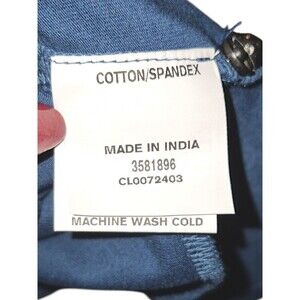 COTTON/SPANDEX
MADE IN INDIA
3581896
CL0072403
MACHINE WASH COLD